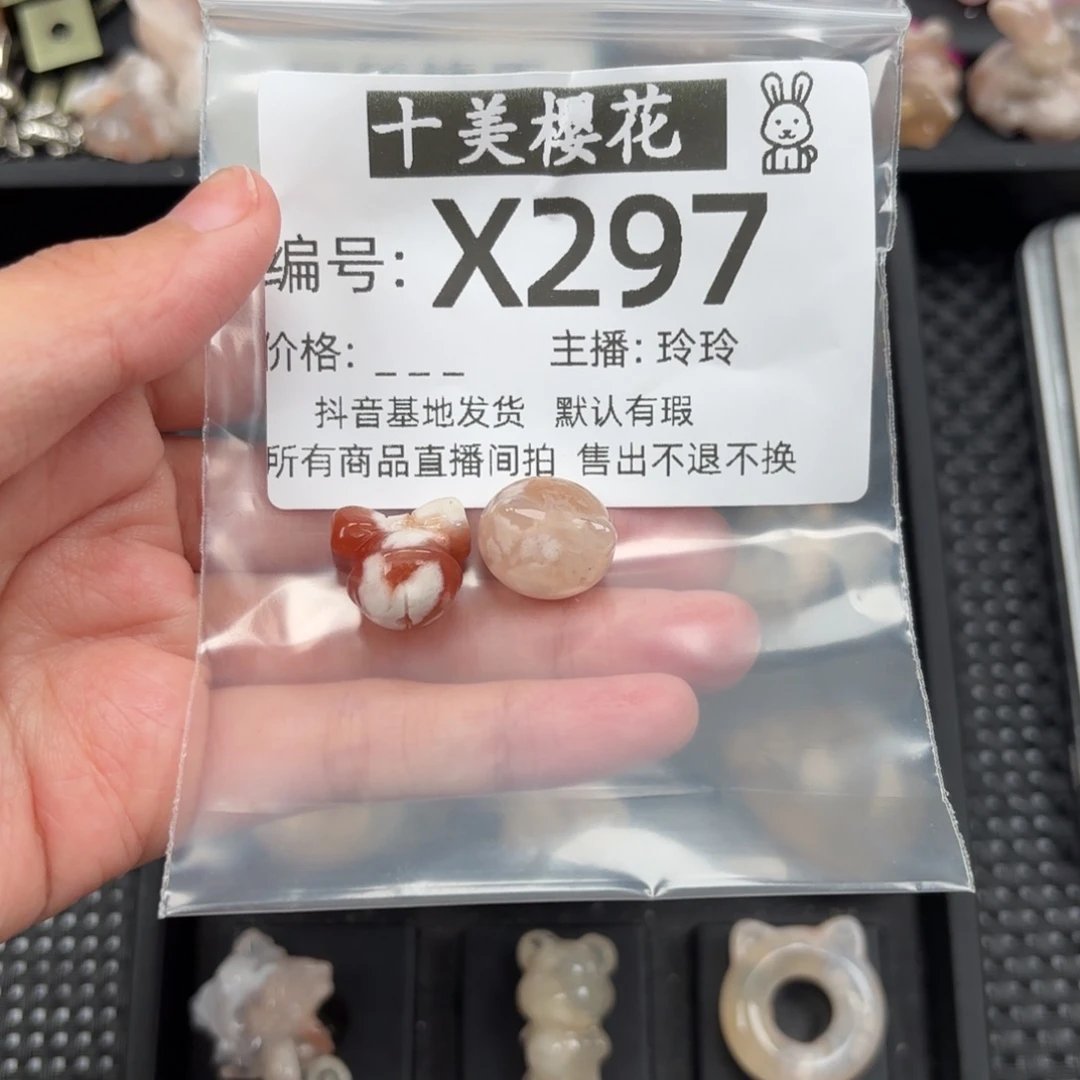 十美樱花
编号: X297
价格: _ _ _ 主播: 玲玲
抖音基地发货 默认有瑕
所有商品直播间拍 售出不退不换